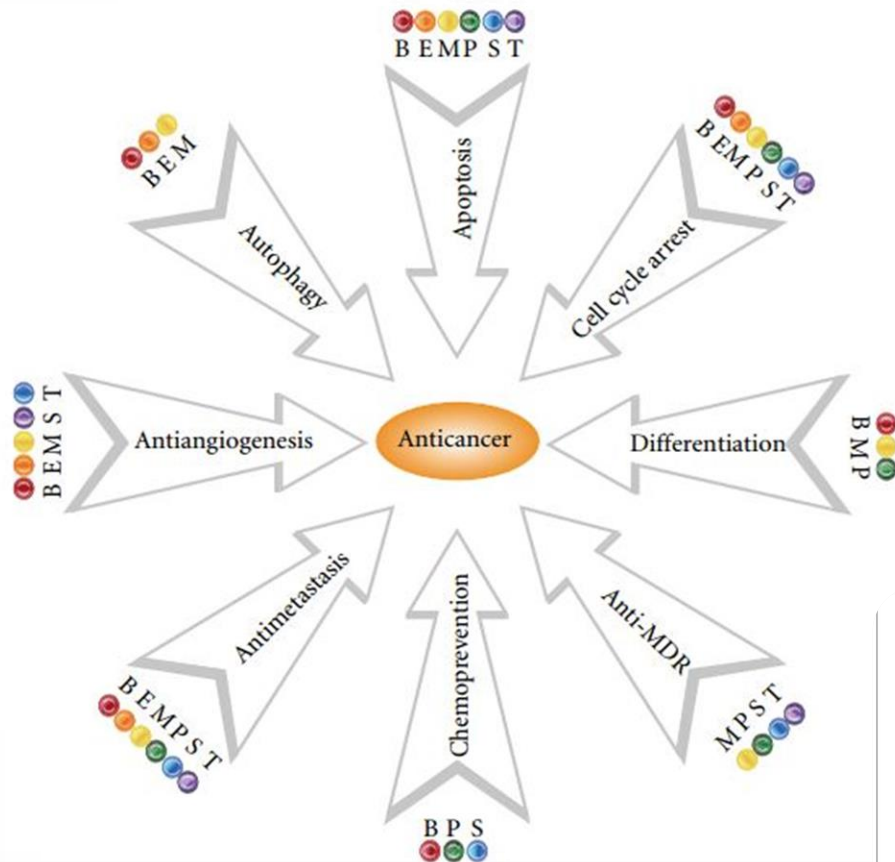 B E M P S T
Apoptosis
B E M P S T
Cell cycle arrest
B M P
Differentiation
M P S T
Anti-MDR
B P S
Chemoprevention
B E M P S T
Antimetastasis
B E M S T
Antiangiogenesis
B E M
Autophagy
Anticancer